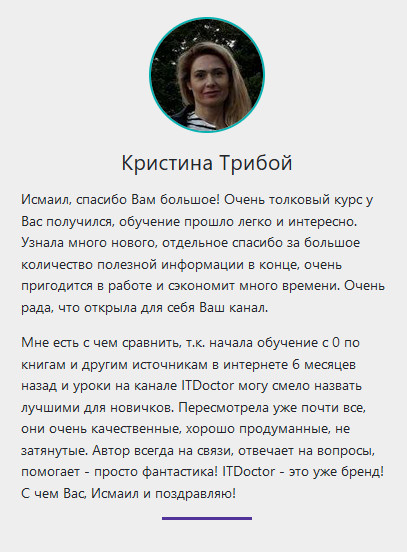 Кристина Трибой
Исмаил, спасибо Вам большое! Очень толковый курс у
Вас получился, обучение прошло легко и интересно.
Узнала много нового, отдельное спасибо за большое
количество полезной информации в конце, очень
пригодится в работе и сэкономит много времени. Очень
рада, что открыла для себя Ваш канал.
Мне есть с чем сравнить, т.к. начала обучение с 0 по
книгам и другим источникам в интернете 6 месяцев
назад и уроки на канале ITDoctor могу смело назвать
лучшими для новичков. Пересмотрела уже почти все,
они очень качественные, хорошо продуманные, не
затянутые. Автор всегда на связи, отвечает на вопросы,
помогает - просто фантастика! ITDoctor - это уже бренд!
С чем Вас, Исмаил и поздравляю!